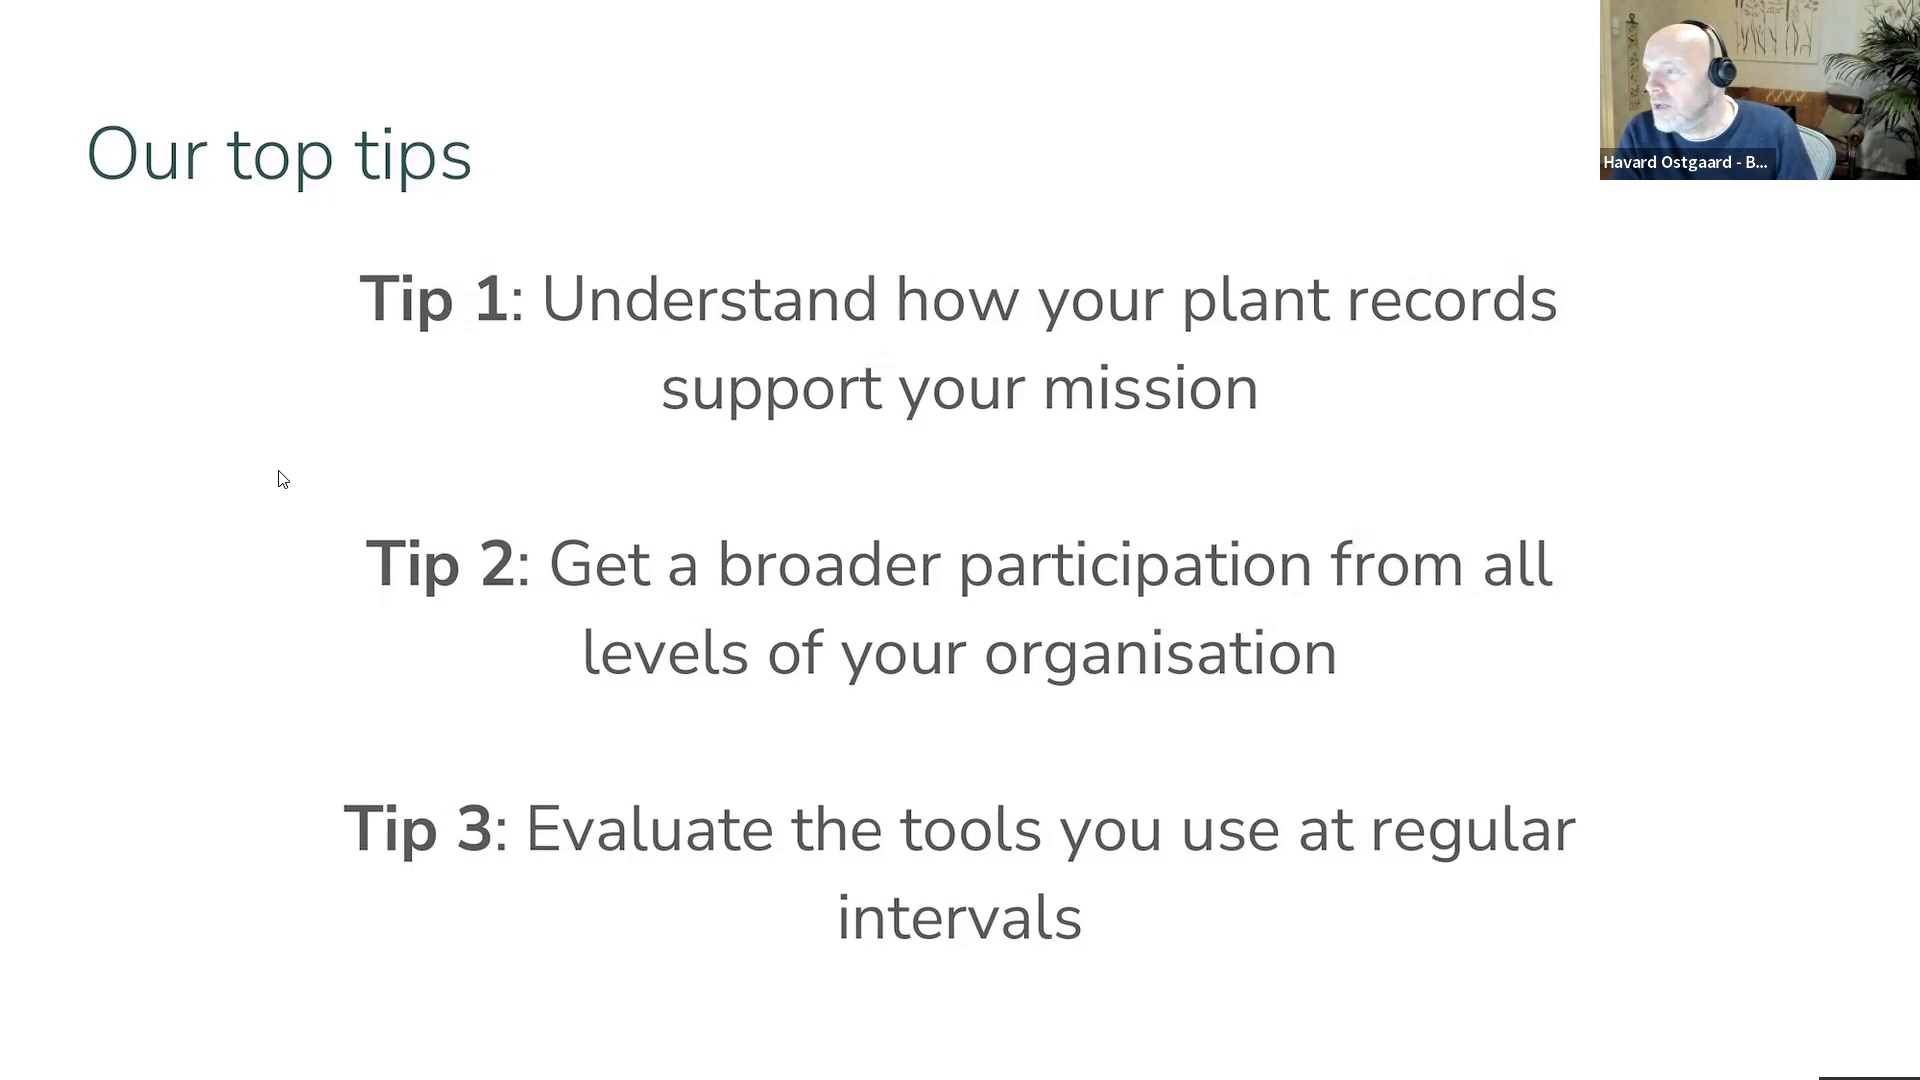 Our top tips
Havard Ostgaard - B...
Tip 1: Understand how your plant records
support your mission
Tip 2: Get a broader participation from all
levels of your organisation
Tip 3: Evaluate the tools you use at regular
intervals